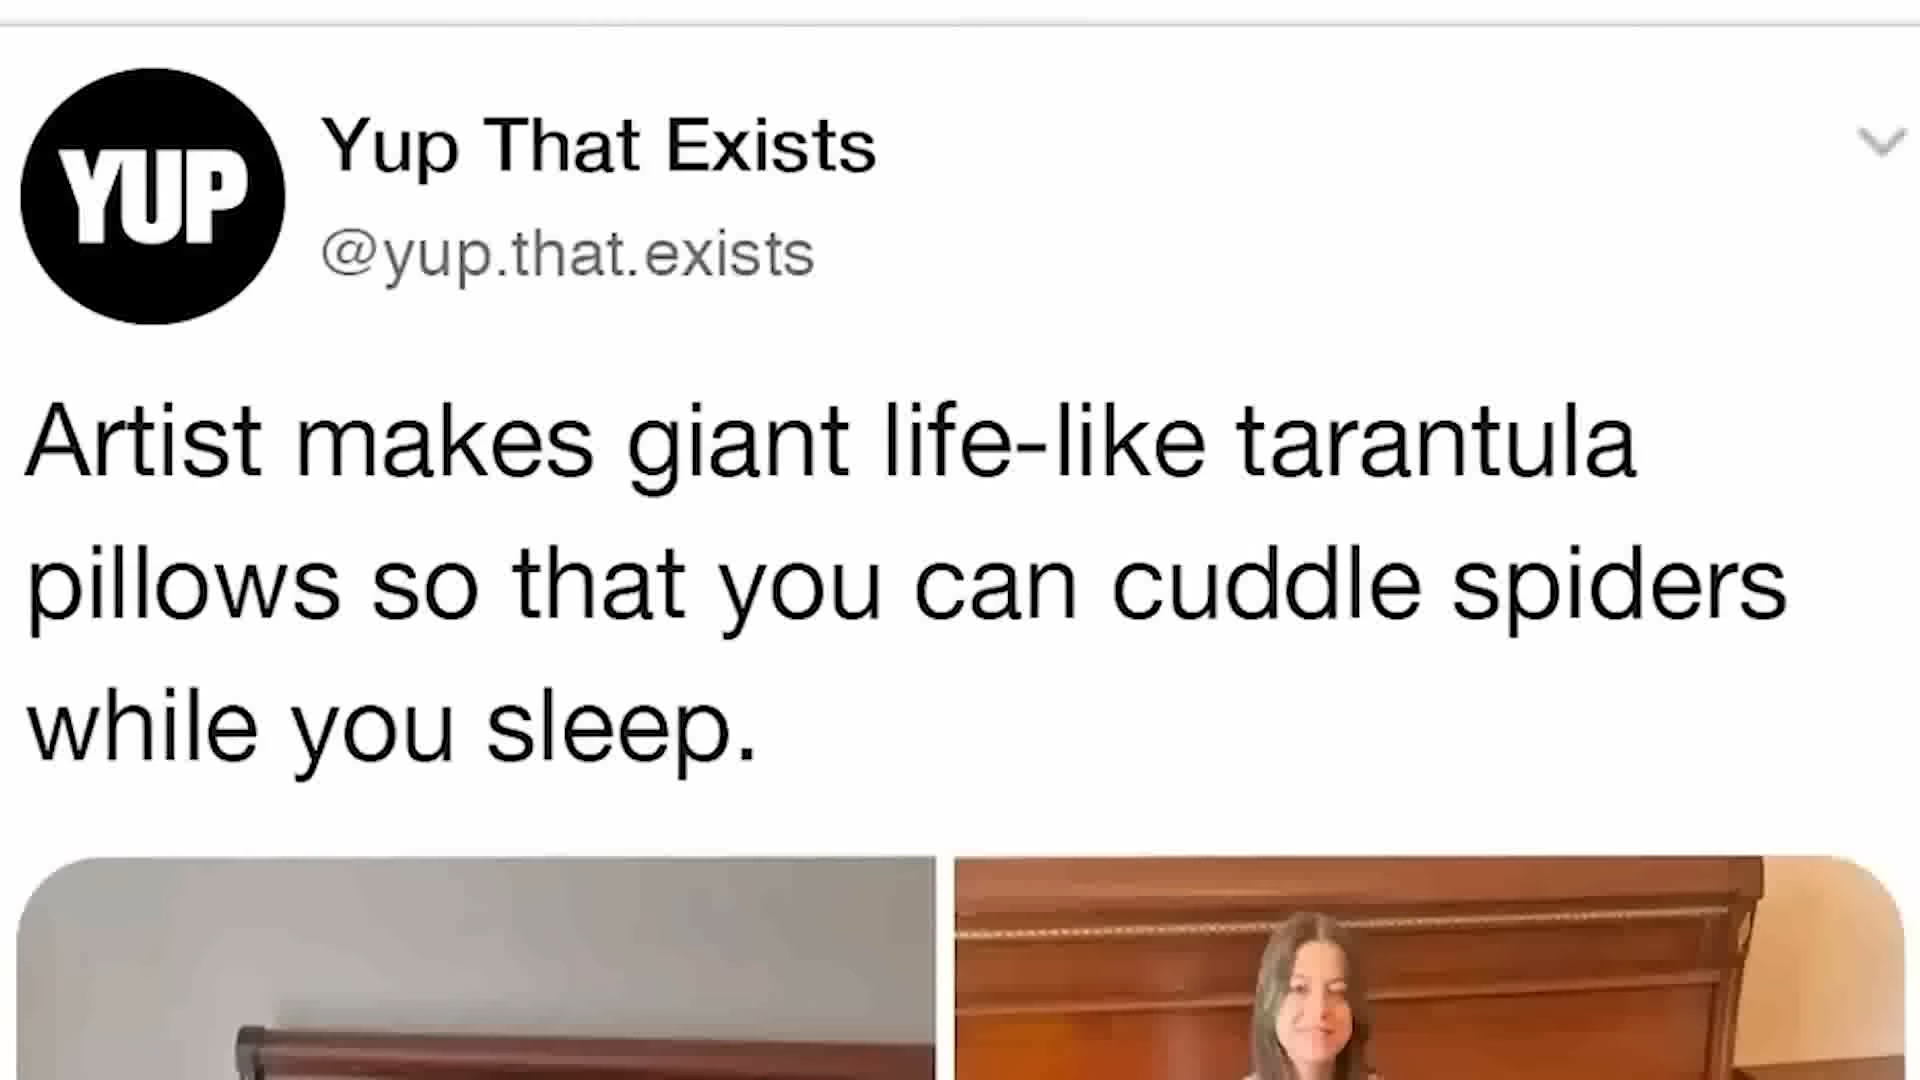 YUP
Yup That Exists
@yup.that.exists
Artist makes giant life-like tarantula
pillows so that you can cuddle spiders
while you sleep.